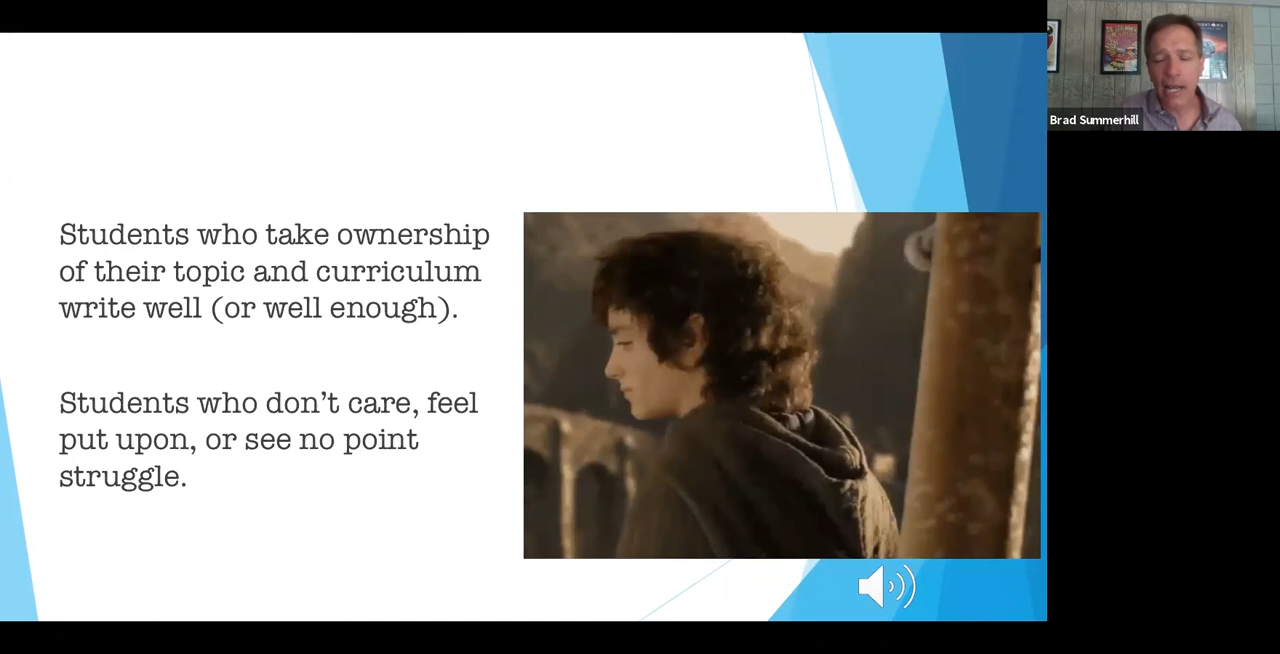 Students who take ownership
of their topic and curriculum
write well (or well enough).
Students who don't care, feel
put upon, or see no point
struggle.
Brad Summerhill